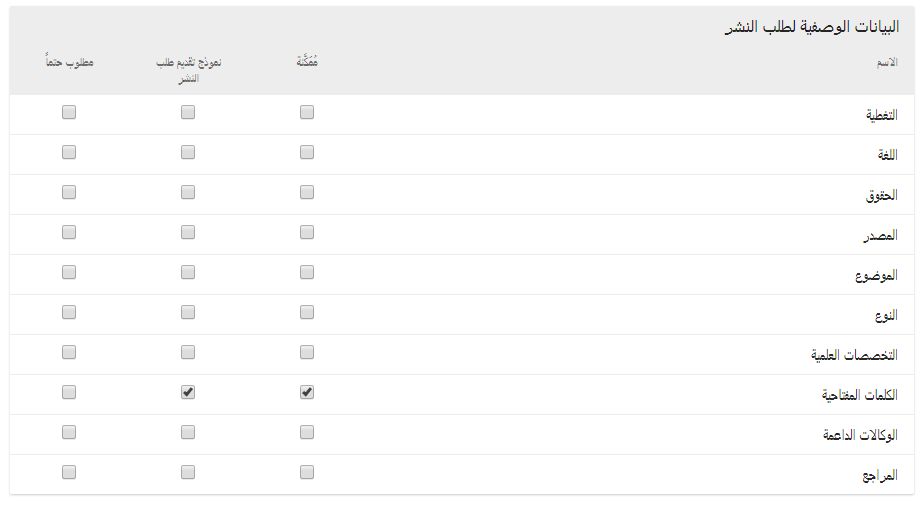 البيانات الوصفية لطلب النشر
الاسم مُمَكَّنة نموذج تقديم طلب النشر مطلوب حتماً
التغطية
اللغة
الحقوق
المصدر
الموضوع
النوع
التخصصات العلمية
الكلمات المفتاحية
الوكالات الداعمة
المراجع